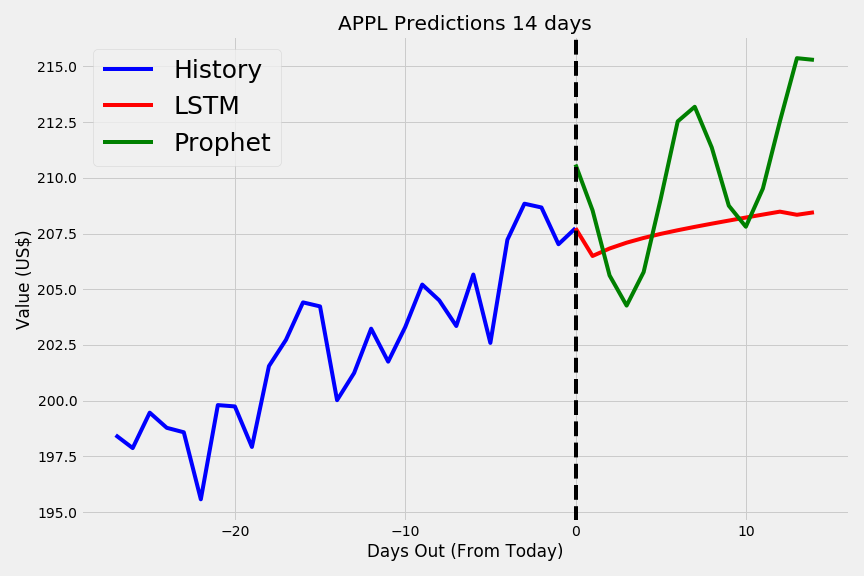 APPL Predictions 14 days
History
LSTM
Prophet
215.0
212.5
210.0
207.5
205.0
202.5
200.0
197.5
195.0
Value (US$)
−20
−10
0
10
Days Out (From Today)